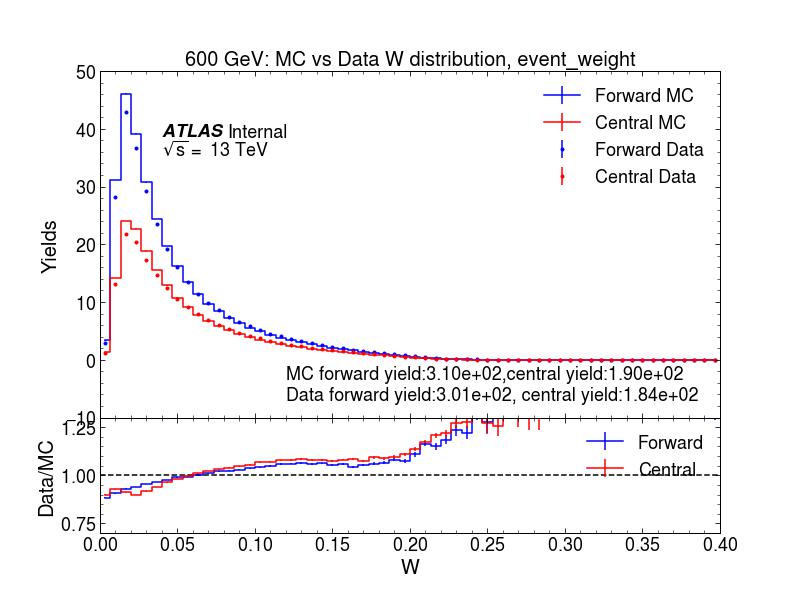 600 GeV: MC vs Data W distribution, event_weight
50
40
30
20
10
0
10
Yields
ATLAS Internal
√s = 13 TeV
Forward MC
Central MC
Forward Data
Central Data
MC forward yield:3.10e+02,central yield:1.90e+02
Data forward yield:3.01e+02, central yield:1.84e+02
1.25
1.00
0.75
Data/MC
Forward
Central
0.00 0.05 0.10 0.15 0.20 0.25 0.30 0.35 0.40
W